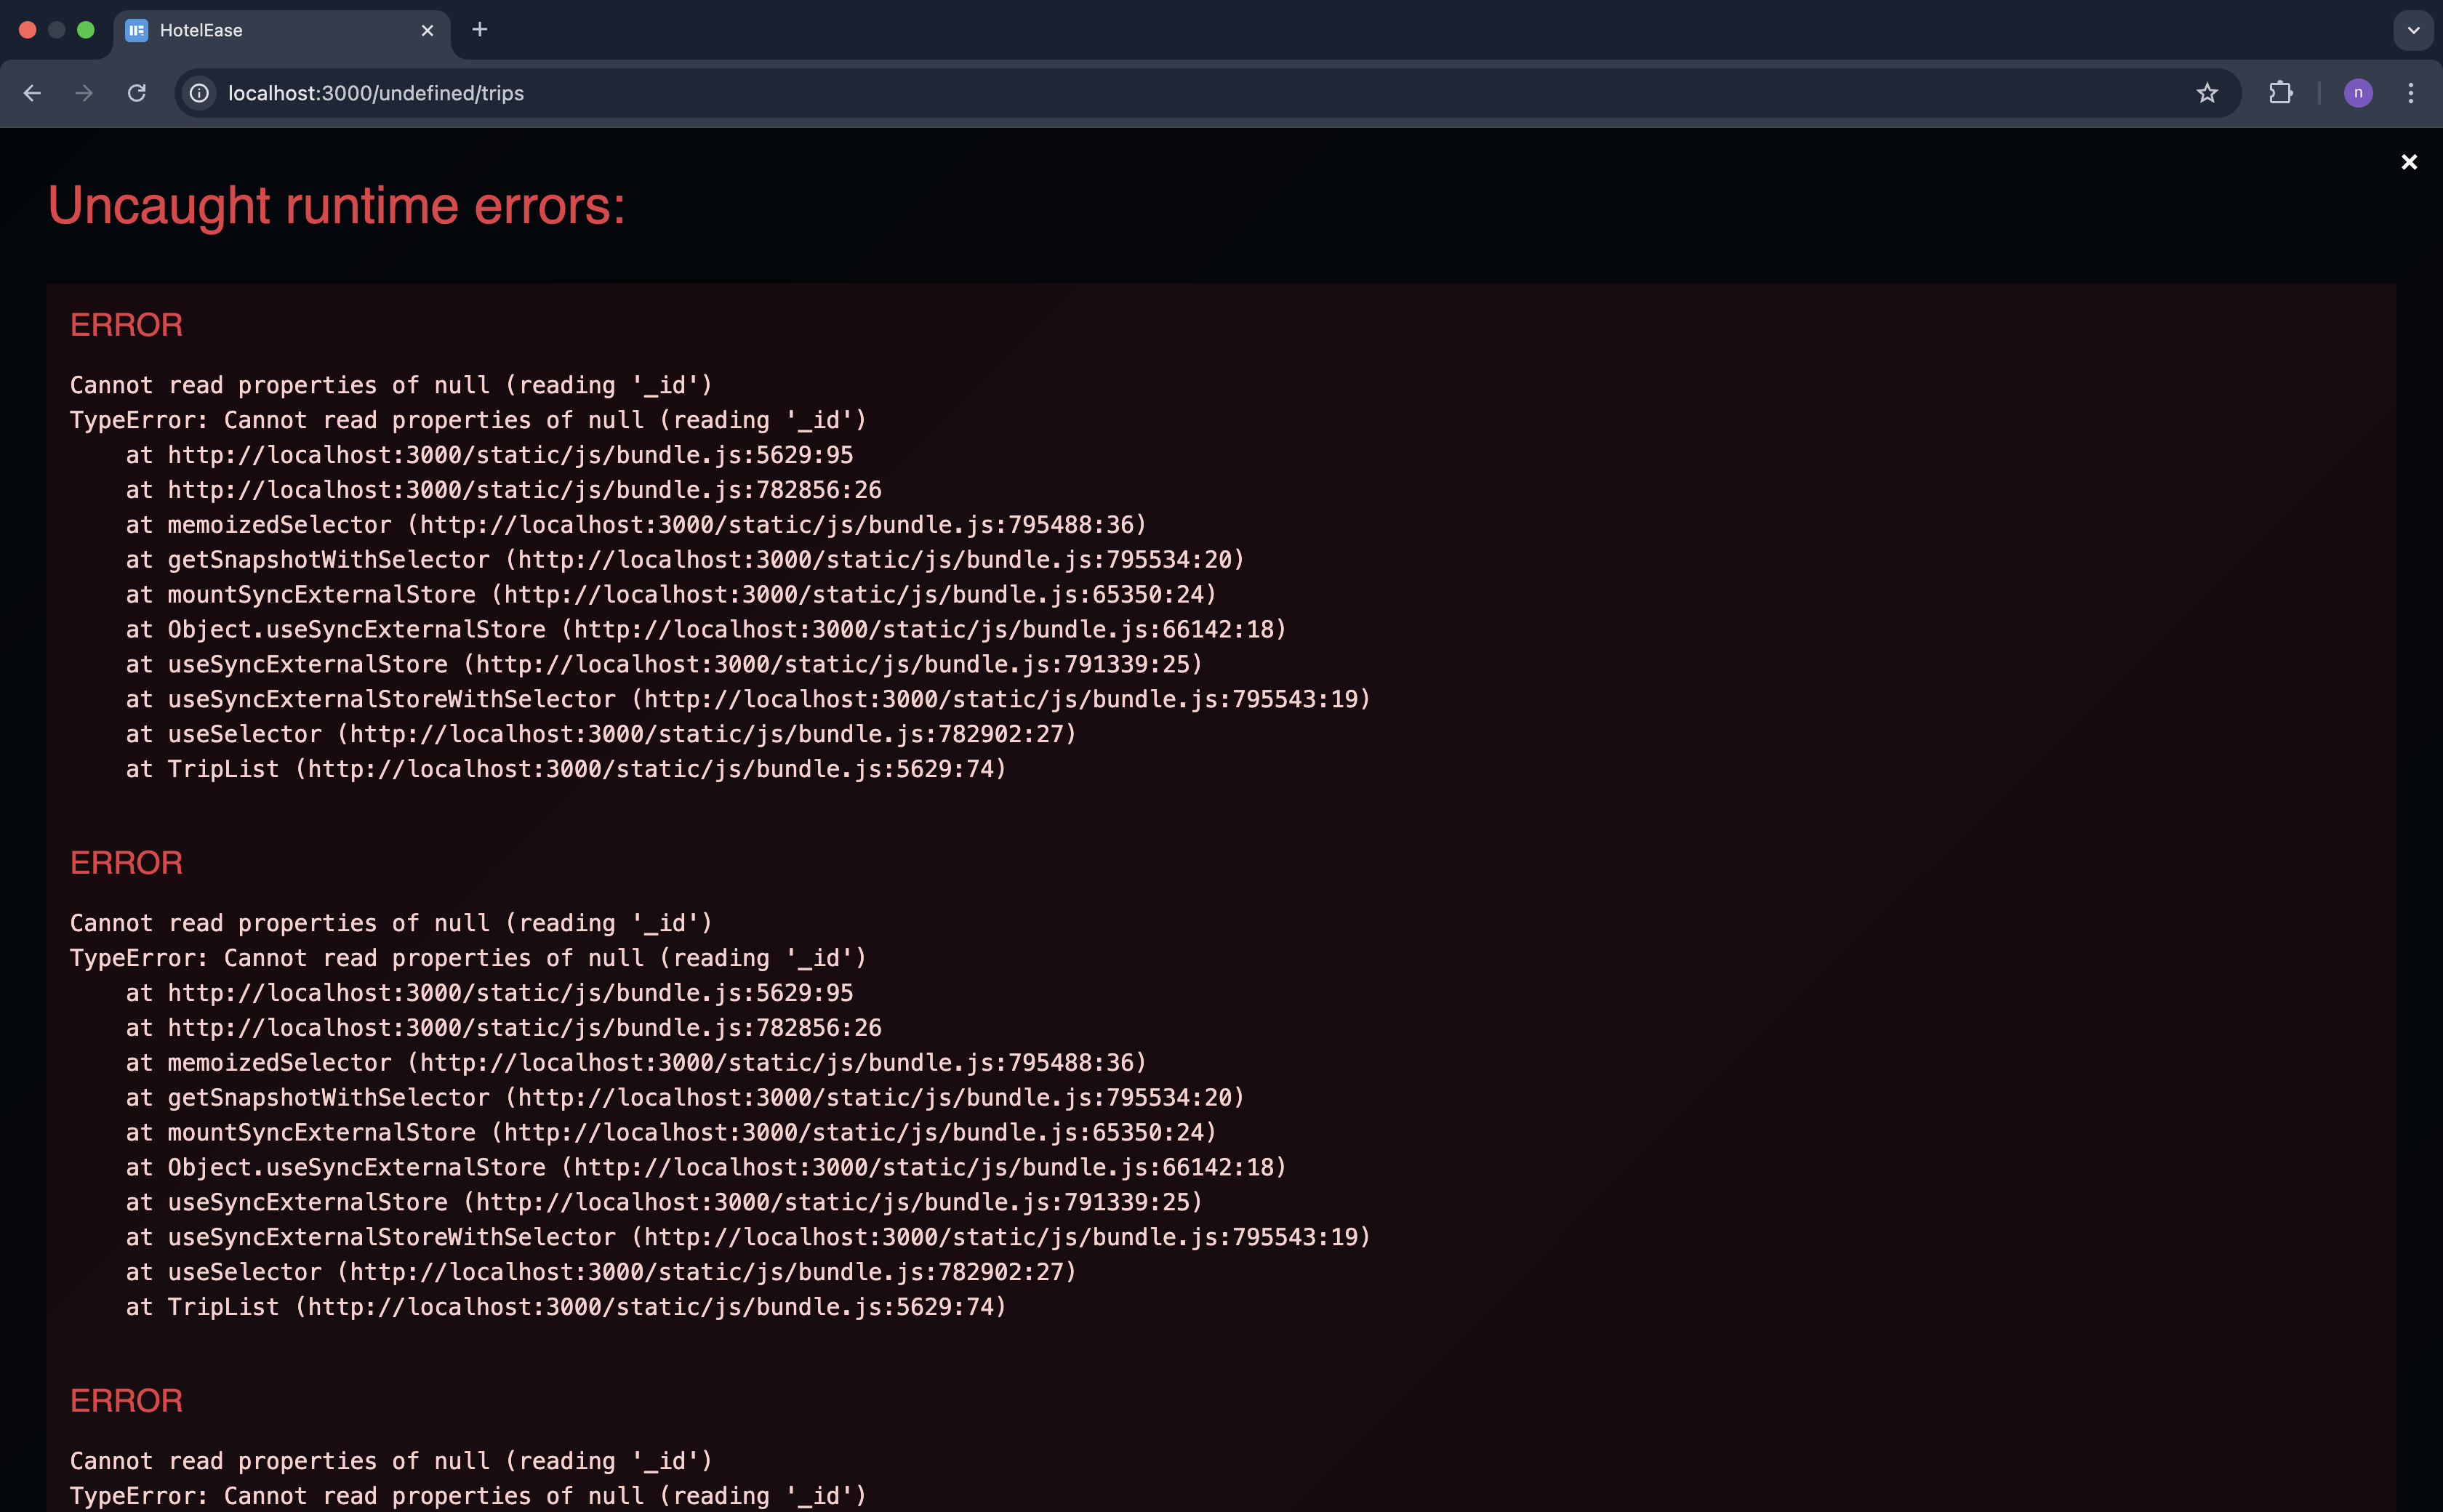 HotelEase
localhost:3000/undefined/trips
n
Uncaught runtime errors:
ERROR
Cannot read properties of null (reading '_id')
TypeError: Cannot read properties of null (reading '_id')
at http://localhost:3000/static/js/bundle.js:5629:95
at http://localhost:3000/static/js/bundle.js:782856:26
at memoizedSelector (http://localhost:3000/static/js/bundle.js:795488:36)
at getSnapshotWithSelector (http://localhost:3000/static/js/bundle.js:795534:20)
at mountSyncExternalStore (http://localhost:3000/static/js/bundle.js:65350:24)
at Object.useSyncExternalStore (http://localhost:3000/static/js/bundle.js:66142:18)
at useSyncExternalStore (http://localhost:3000/static/js/bundle.js:791339:25)
at useSyncExternalStoreWithSelector (http://localhost:3000/static/js/bundle.js:795543:19)
at useSelector (http://localhost:3000/static/js/bundle.js:782902:27)
at TripList (http://localhost:3000/static/js/bundle.js:5629:74)
ERROR
Cannot read properties of null (reading '_id')
TypeError: Cannot read properties of null (reading '_id')
at http://localhost:3000/static/js/bundle.js:5629:95
at http://localhost:3000/static/js/bundle.js:782856:26
at memoizedSelector (http://localhost:3000/static/js/bundle.js:795488:36)
at getSnapshotWithSelector (http://localhost:3000/static/js/bundle.js:795534:20)
at mountSyncExternalStore (http://localhost:3000/static/js/bundle.js:65350:24)
at Object.useSyncExternalStore (http://localhost:3000/static/js/bundle.js:66142:18)
at useSyncExternalStore (http://localhost:3000/static/js/bundle.js:791339:25)
at useSyncExternalStoreWithSelector (http://localhost:3000/static/js/bundle.js:795543:19)
at useSelector (http://localhost:3000/static/js/bundle.js:782902:27)
at TripList (http://localhost:3000/static/js/bundle.js:5629:74)
ERROR
Cannot read properties of null (reading '_id')
TypeError: Cannot read properties of null (reading '_id')